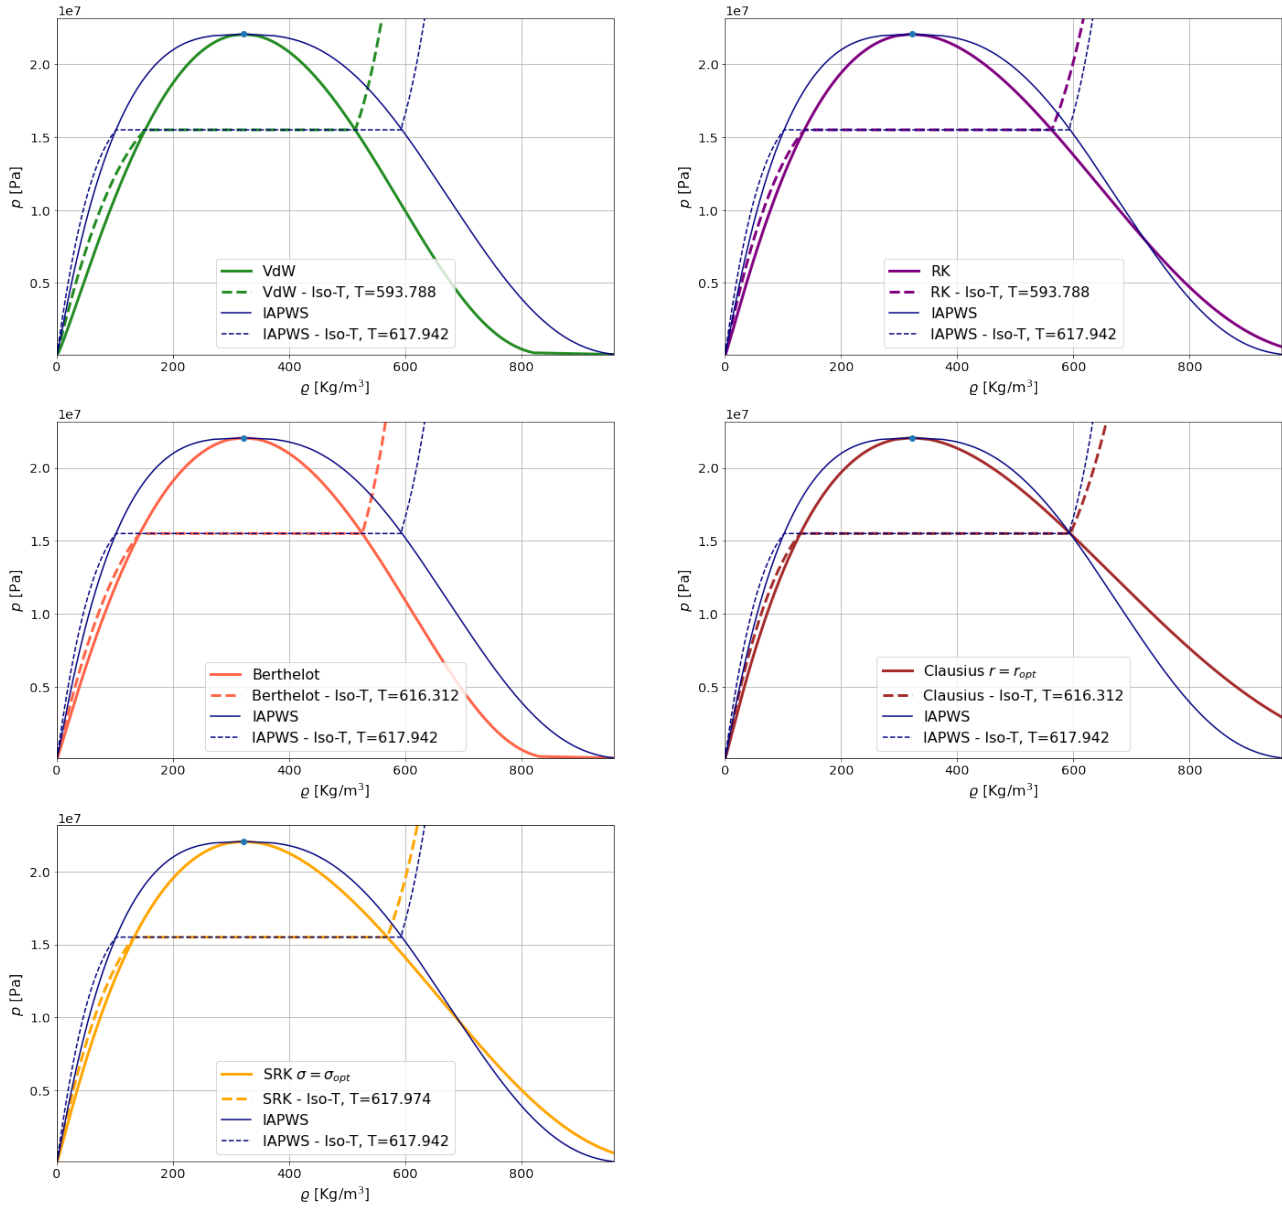 1e7
2.0
1.5
1.0
0.5
p [Pa]
VdW
VdW - Iso-T, T=593.788
IAPWS
IAPWS - Iso-T, T=617.942
0 200 400 600 800
ϱ [Kg/m³]
1e7
2.0
1.5
1.0
0.5
p [Pa]
RK
RK - Iso-T, T=593.788
IAPWS
IAPWS - Iso-T, T=617.942
0 200 400 600 800
ϱ [Kg/m³]
1e7
2.0
1.5
1.0
0.5
p [Pa]
Berthelot
Berthelot - Iso-T, T=616.312
IAPWS
IAPWS - Iso-T, T=617.942
0 200 400 600 800
ϱ [Kg/m³]
1e7
2.0
1.5
1.0
0.5
p [Pa]
Clausius r = r_opt
Clausius - Iso-T, T=616.312
IAPWS
IAPWS - Iso-T, T=617.942
0 200 400 600 800
ϱ [Kg/m³]
1e7
2.0
1.5
1.0
0.5
p [Pa]
SRK σ = σ_opt
SRK - Iso-T, T=617.974
IAPWS
IAPWS - Iso-T, T=617.942
0 200 400 600 800
ϱ [Kg/m³]